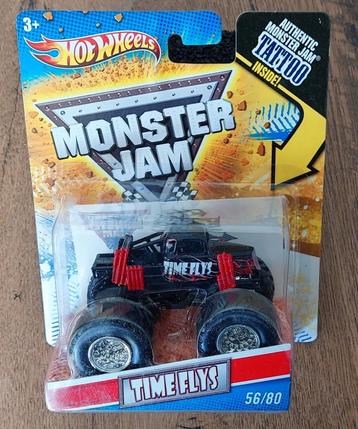 3+
HOT WHEELS
AUTHENTIC
MONSTER JAM
TATTOO
INSIDE!
MONSTER
JAM
TIME FLYS
TIME FLYS
56/80